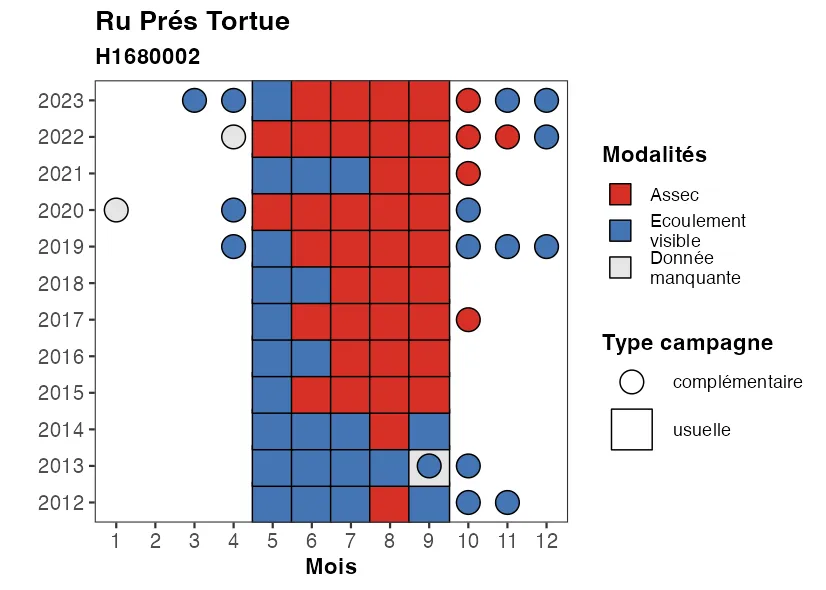 Ru Prés Tortue
H1680002
2023
2022
2021
2020
2019
2018
2017
2016
2015
2014
2013
2012
1 2 3 4 5 6 7 8 9 10 11 12
Mois
Modalités
Assec
Ecoulement
visible
Donnée
manquante
Type campagne
complémentaire
usuelle